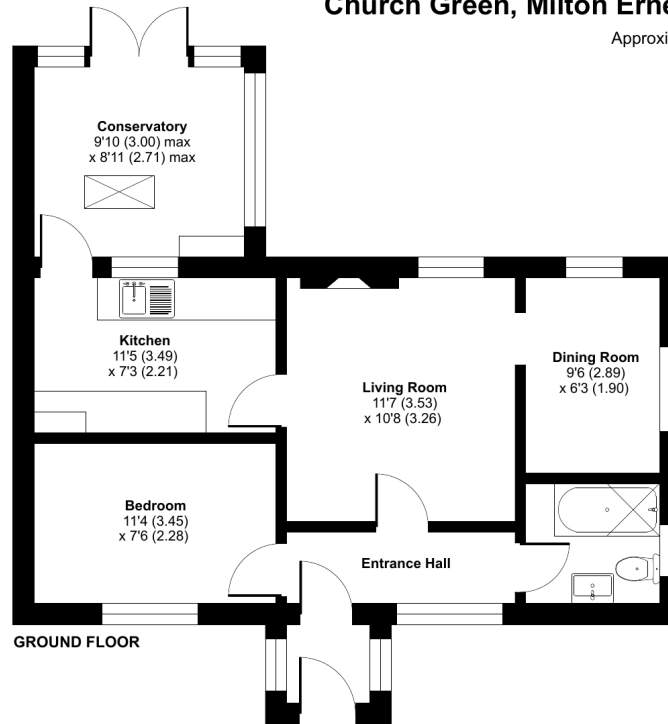 Church Green, Milton Erne
Approxi
Conservatory
9'10 (3.00) max
x 8'11 (2.71) max
Kitchen
11'5 (3.49)
x 7'3 (2.21)
Living Room
11'7 (3.53)
x 10'8 (3.26)
Dining Room
9'6 (2.89)
x 6'3 (1.90)
Bedroom
11'4 (3.45)
x 7'6 (2.28)
Entrance Hall
GROUND FLOOR